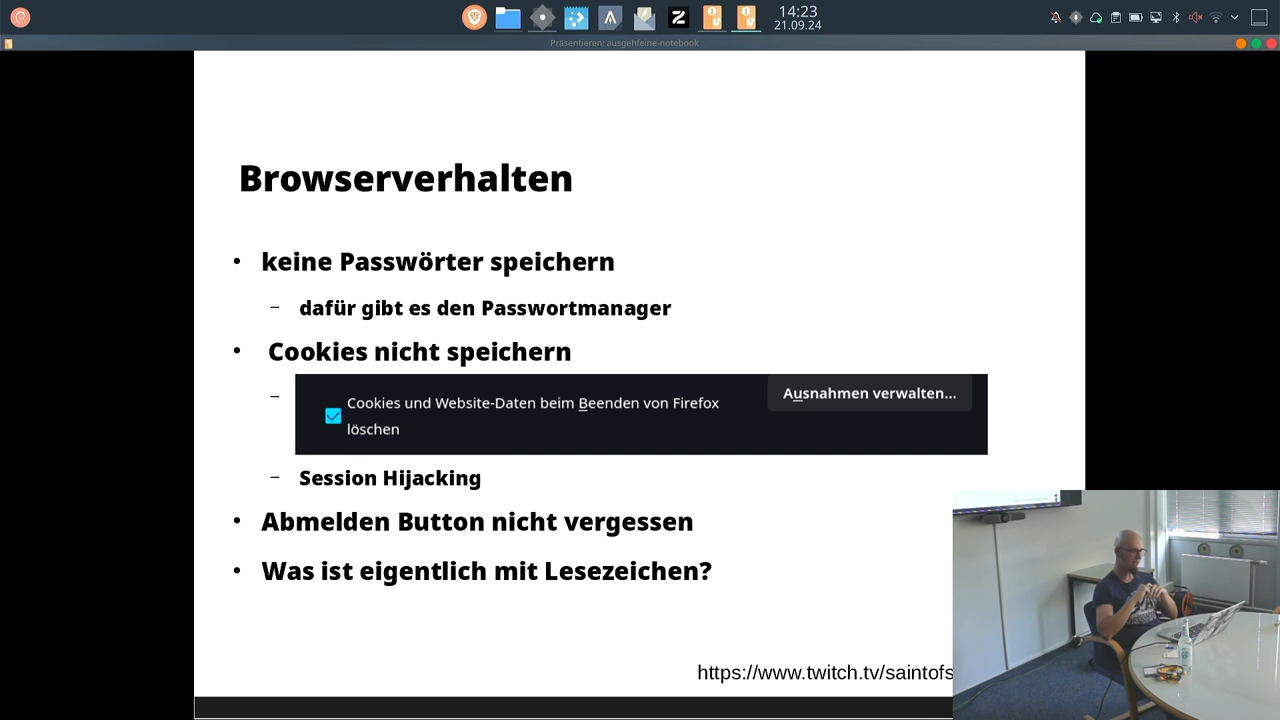 14:23
21.09.24
Präsentieren: ausgehfeine-notebook
Browserverhalten
• keine Passwörter speichern
– dafür gibt es den Passwortmanager
• Cookies nicht speichern
–
Cookies und Website-Daten beim Beenden von Firefox
löschen
Ausnahmen verwalten...
– Session Hijacking
• Abmelden Button nicht vergessen
• Was ist eigentlich mit Lesezeichen?
https://www.twitch.tv/saintofs